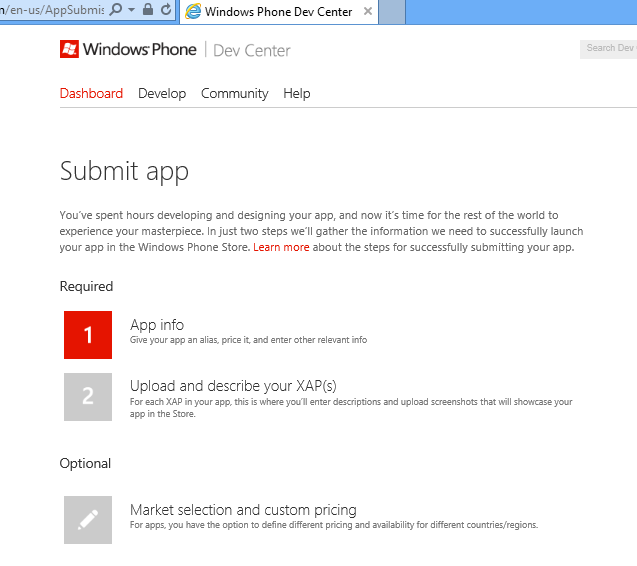 n/en-us/AppSubmis
Windows Phone Dev Center
Windows Phone | Dev Center
Search Dev
Dashboard Develop Community Help
Submit app
You've spent hours developing and designing your app, and now it's time for the rest of the world to
experience your masterpiece. In just two steps we'll gather the information we need to successfully launch
your app in the Windows Phone Store. Learn more about the steps for successfully submitting your app.
Required
1
App info
Give your app an alias, price it, and enter other relevant info
2
Upload and describe your XAP(s)
For each XAP in your app, this is where you'll enter descriptions and upload screenshots that will showcase your
app in the Store.
Optional
Market selection and custom pricing
For apps, you have the option to define different pricing and availability for different countries/regions.